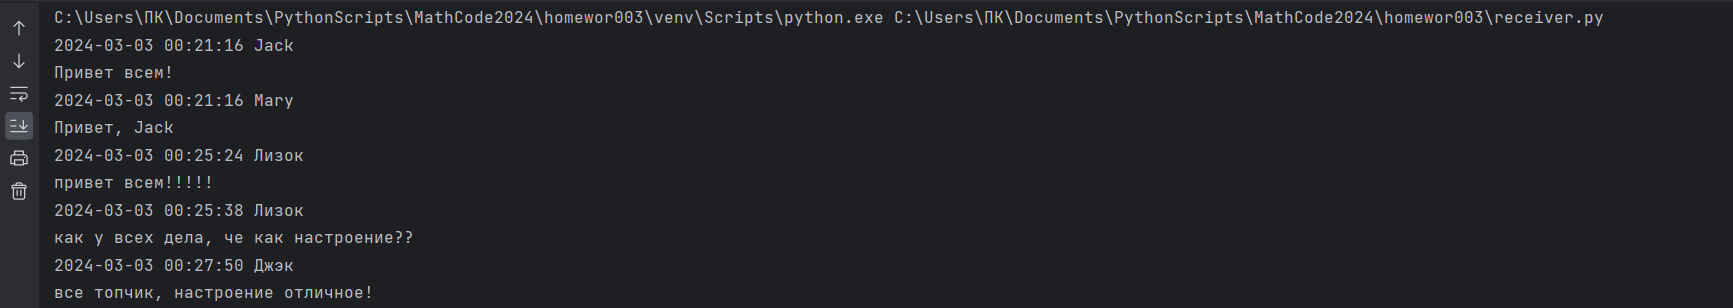 C:\Users\ПК\Documents\PythonScripts\MathCode2024\homewor003\venv\Scripts\python.exe C:\Users\ПК\Documents\PythonScripts\MathCode2024\homewor003\receiver.py
2024-03-03 00:21:16 Jack
Привет всем!
2024-03-03 00:21:16 Mary
Привет, Jack
2024-03-03 00:25:24 Лизок
привет всем!!!!!
2024-03-03 00:25:38 Лизок
как у всех дела, че как настроение??
2024-03-03 00:27:50 Джэк
все топчик, настроение отличное!